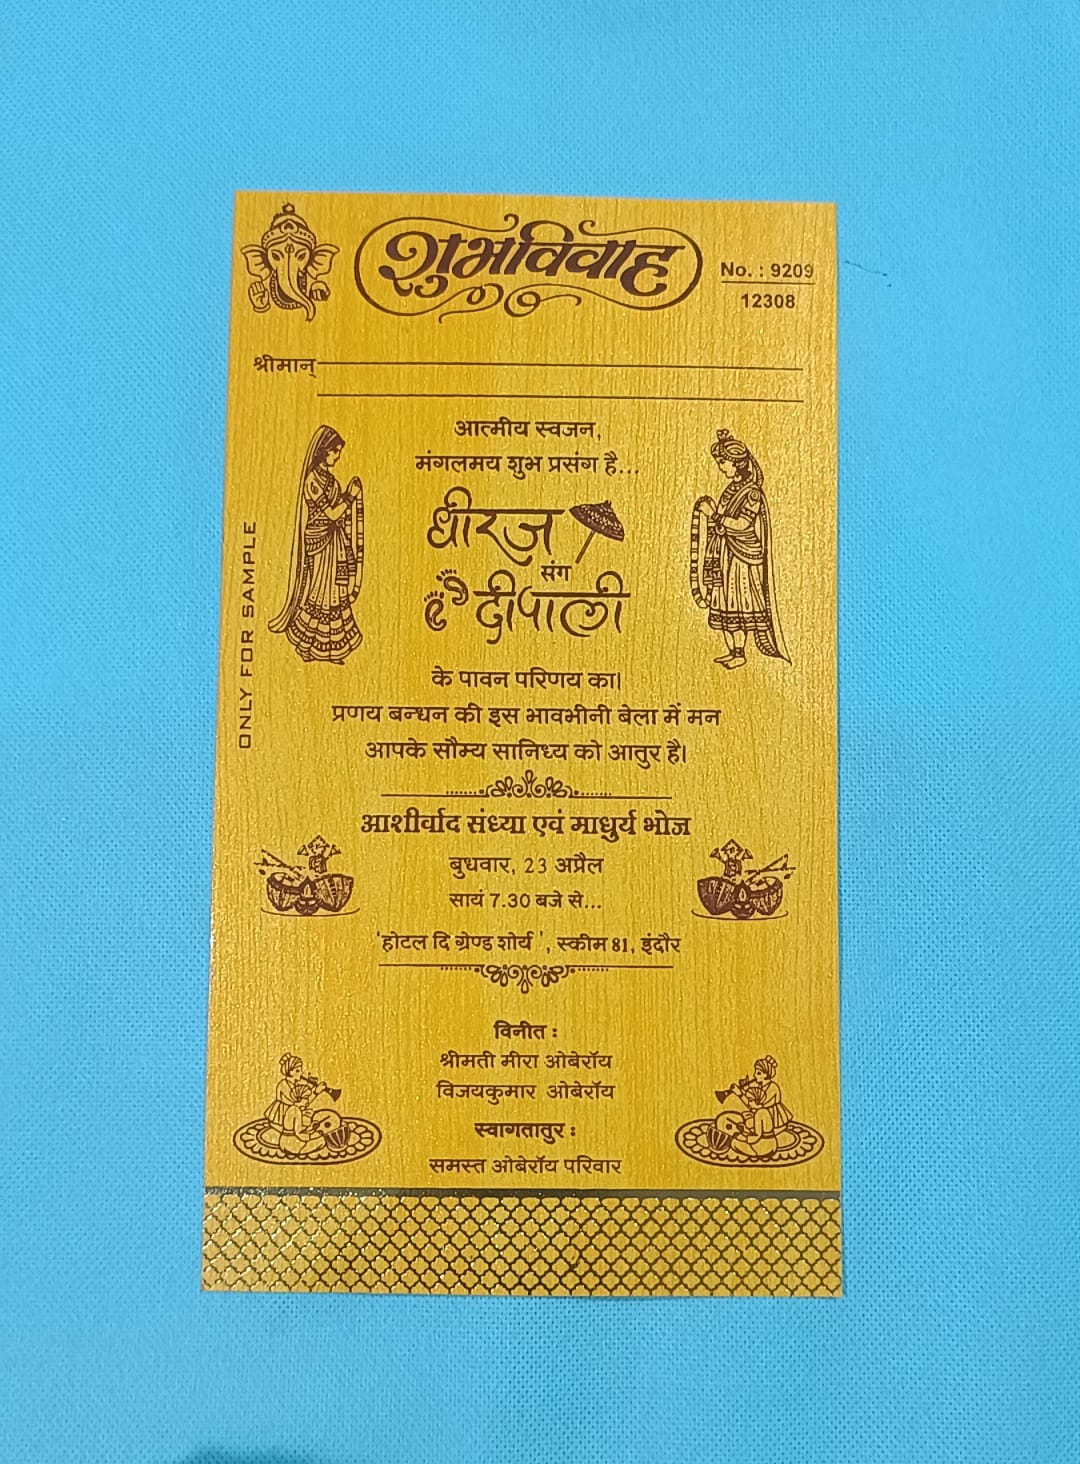 शुभविवाह
No. : 9209
12308
श्रीमान्
आत्मीय स्वजन,
मंगलमय शुभ प्रसंग है...
धीरज
संग
दीपाली
के पावन परिणय का।
प्रणय बन्धन की इस भावभीनी बेला में मन
आपके सौम्य सानिध्य को आतुर है।
आशीर्वाद संध्या एवं माधुर्य भोज
बुधवार, 23 अप्रैल
सायं 7.30 बजे से...
'होटल दि ग्रेण्ड शोर्य ', स्कीम 81, इंदौर
विनीत :
श्रीमती मीरा ओबेरॉय
विजयकुमार ओबेरॉय
स्वागतातुर :
समस्त ओबेरॉय परिवार
ONLY FOR SAMPLE